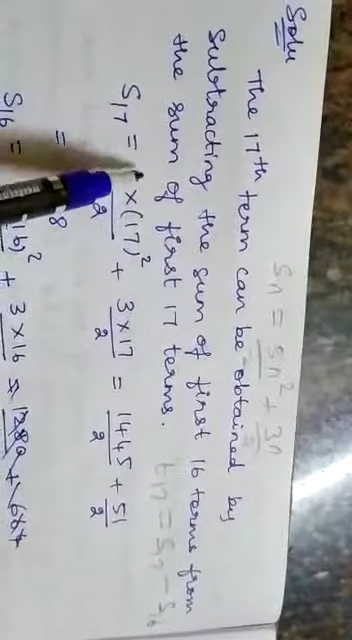 Solu
Sn = 5n² + 3n
2
The 17th term can be obtained by
subtracting the sum of first 16 terms from
the sum of first 17 terms. t17 = S17 - S16
S17 = × (17)² + 3 × 17 = 1445 + 51
2 2 2 2
= 8
S16 = 16)² + 3 × 16 =